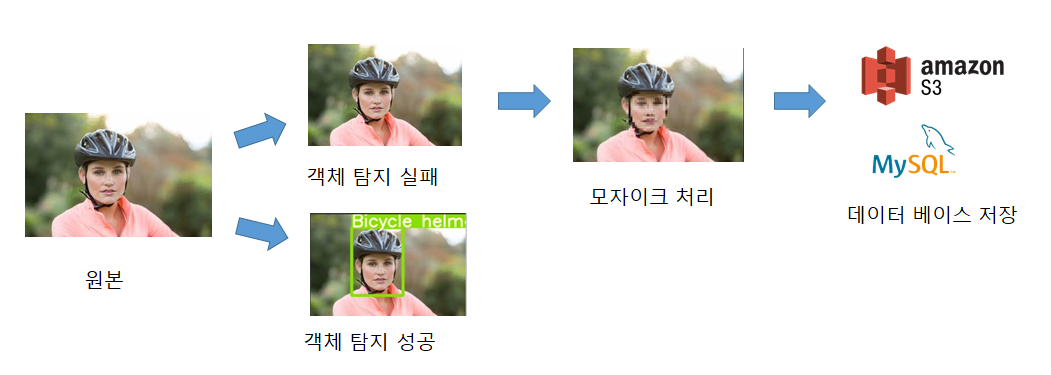 원본
객체 탐지 실패
Bicycle helm
객체 탐지 성공
모자이크 처리
amazon
S3
MySQL
데이터 베이스 저장